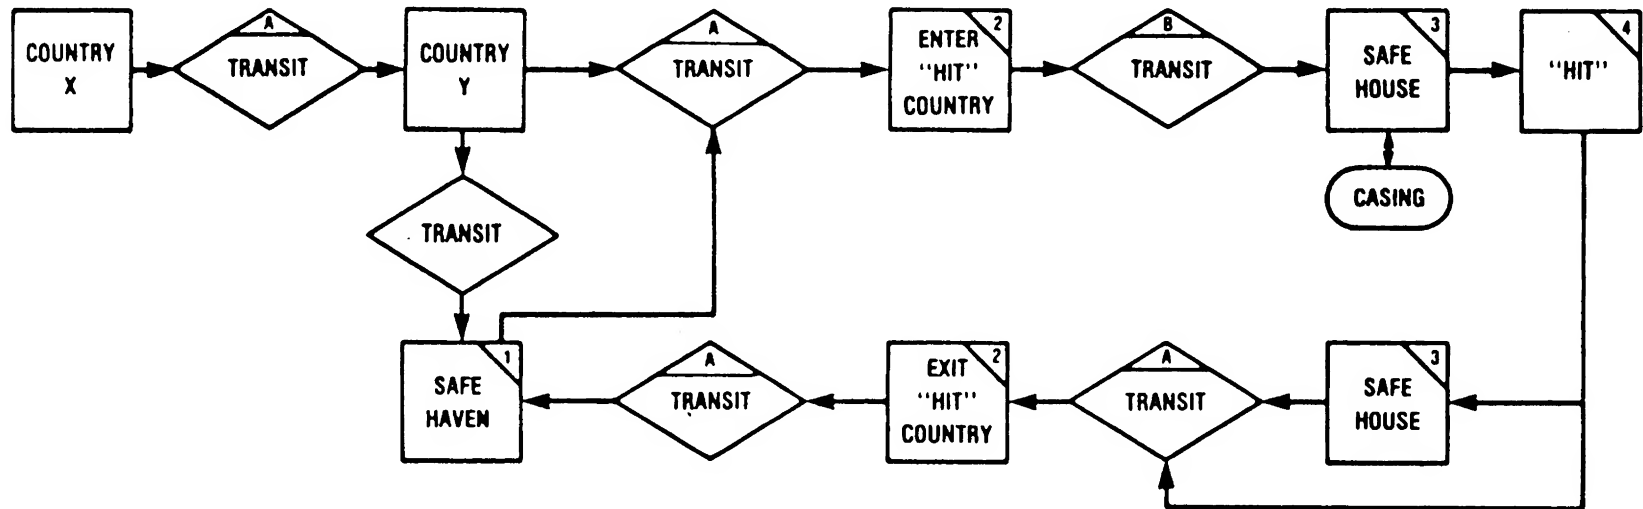 COUNTRY
X
A
TRANSIT
COUNTRY
Y
A
TRANSIT
2
ENTER
"HIT"
COUNTRY
B
TRANSIT
3
SAFE
HOUSE
4
"HIT"
CASING
TRANSIT
1
SAFE
HAVEN
A
TRANSIT
2
EXIT
"HIT"
COUNTRY
A
TRANSIT
3
SAFE
HOUSE